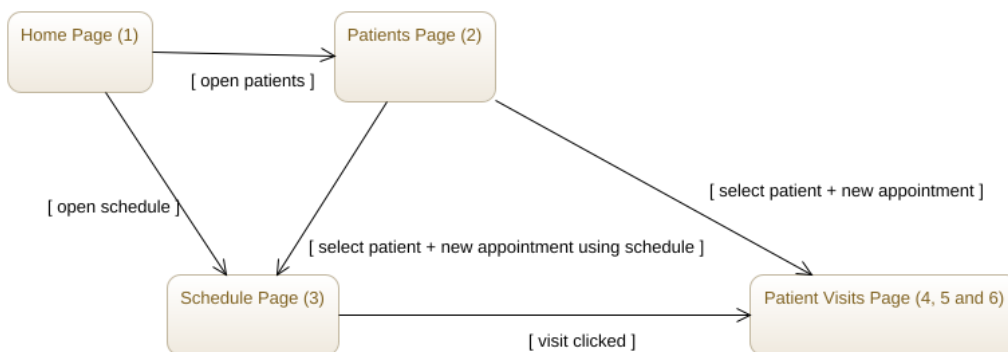 Home Page (1)
Patients Page (2)
[ open patients ]
[ select patient + new appointment ]
[ open schedule ]
[ select patient + new appointment using schedule ]
Schedule Page (3)
Patient Visits Page (4, 5 and 6)
[ visit clicked ]